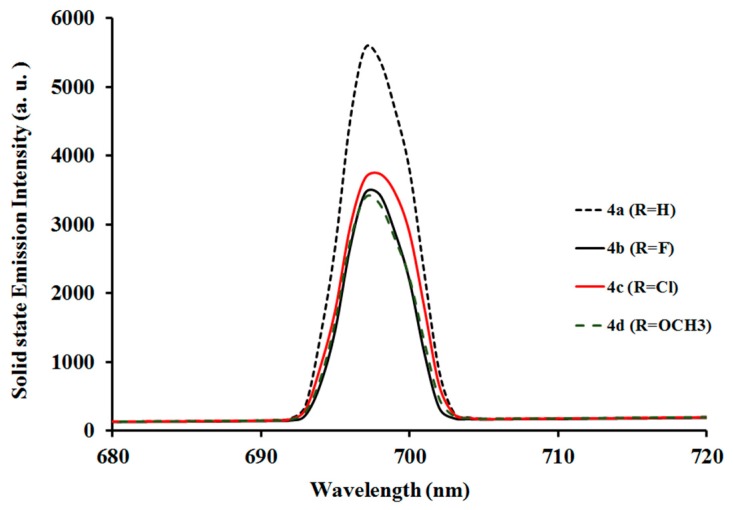 Solid state Emission Intensity (a. u. )
6000
5000
4000
3000
2000
1000
0
680
690
700
710
720
Wavelength (nm)
4a (R=H)
4b (R=F)
4c (R=Cl)
4d (R=OCH3)